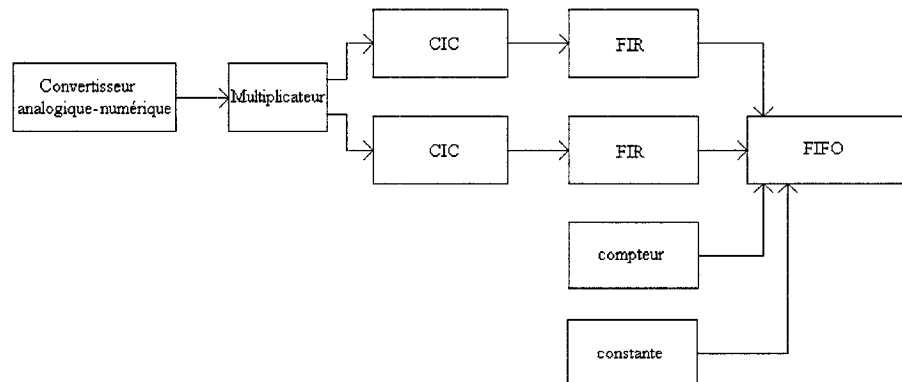 CIC
FIR
Convertisseur
analogique-numérique
Multiplicateur
CIC
FIR
FIFO
compteur
constante